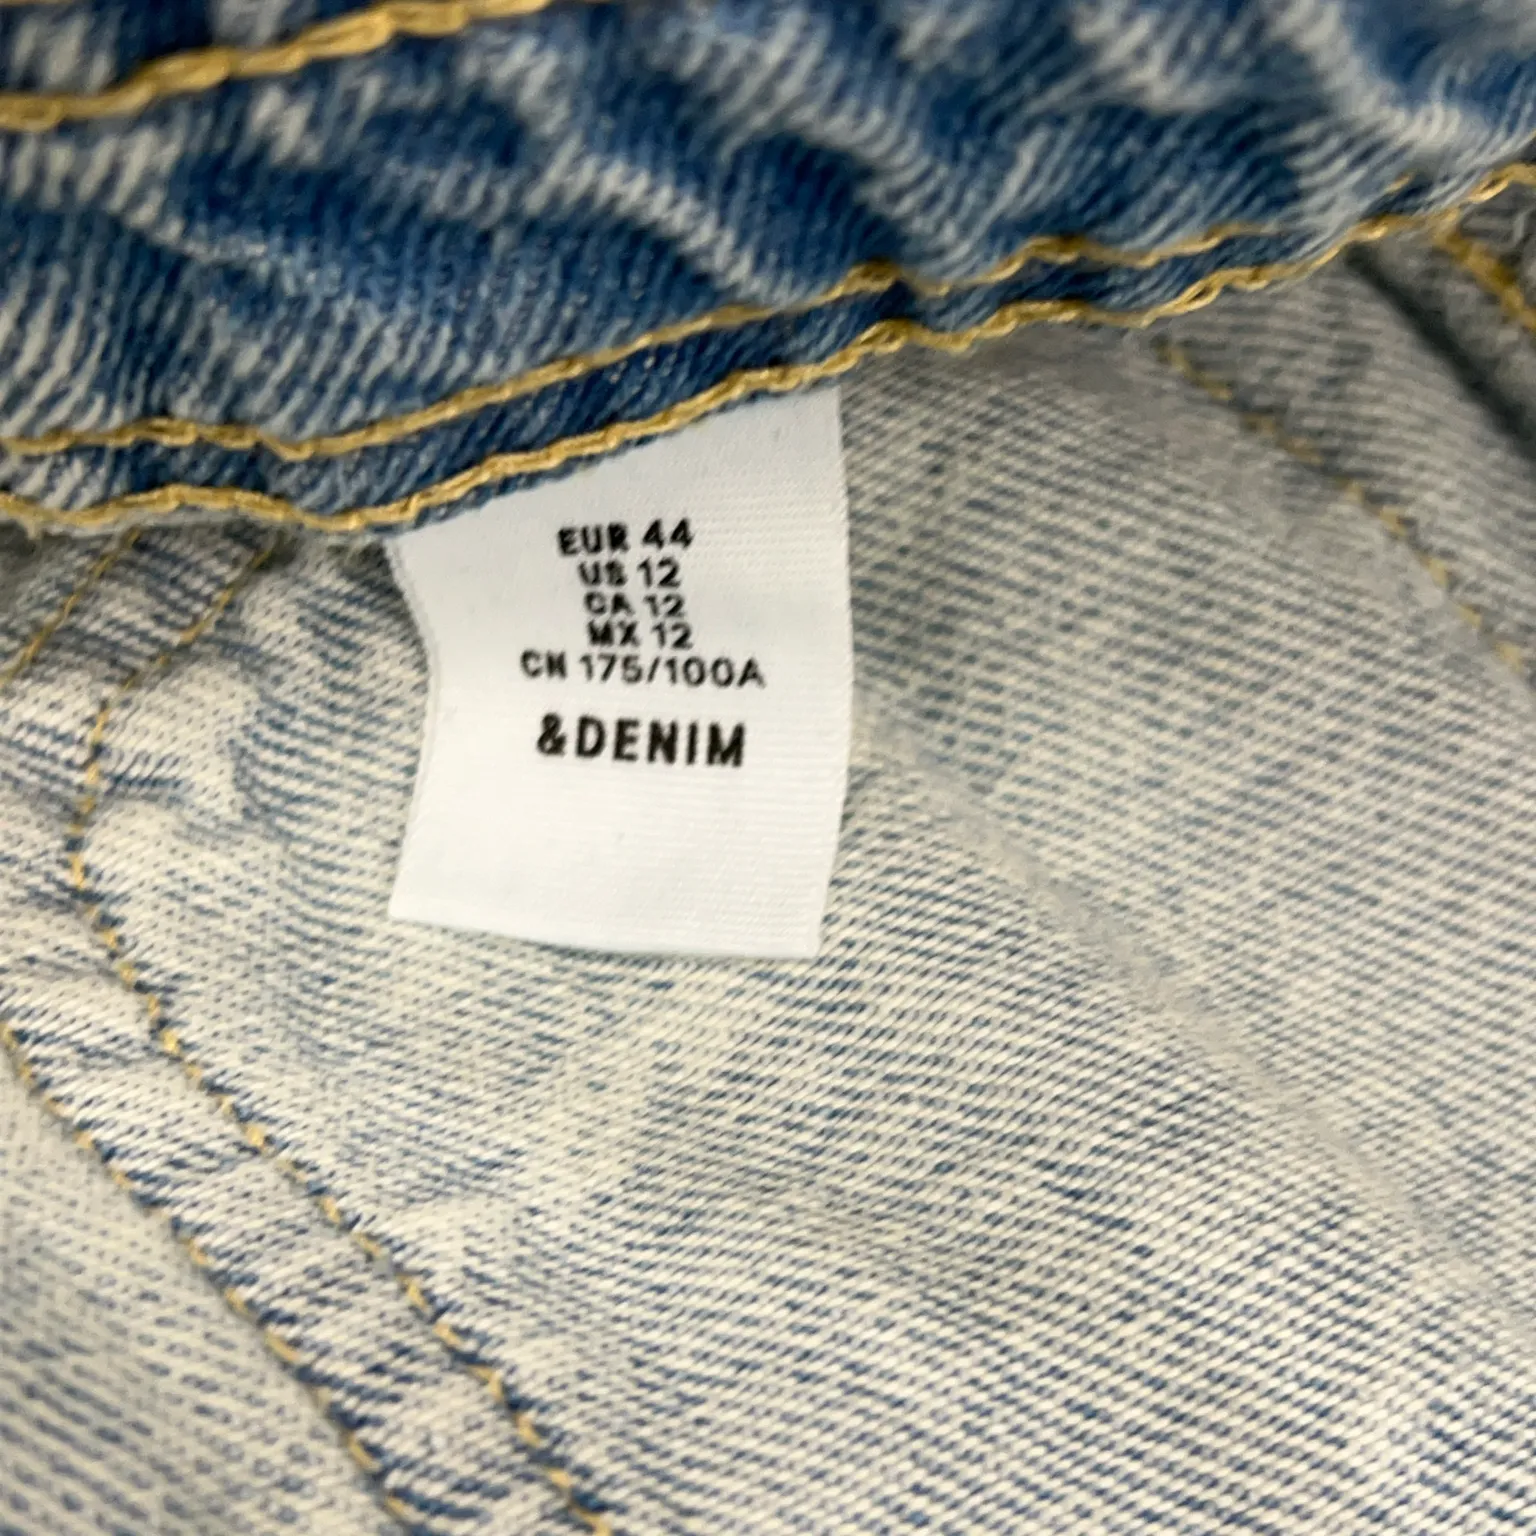 EUR 44
US 12
CA 12
MX 12
CN 175/100A
&DENIM